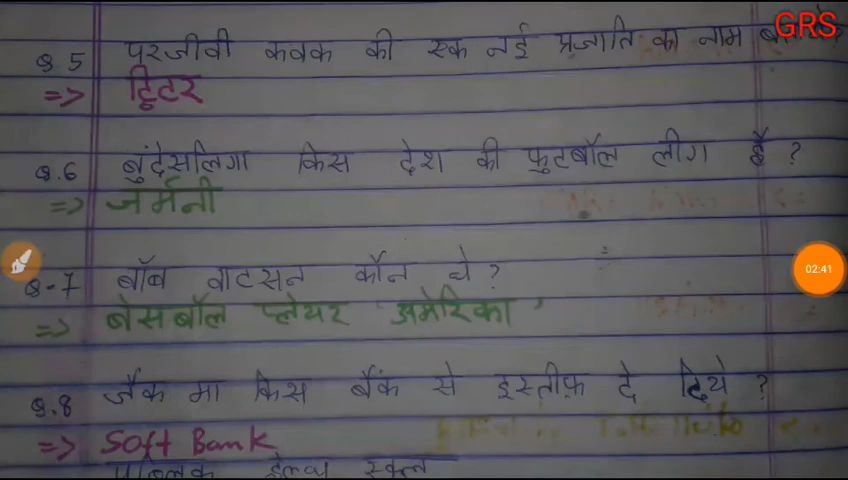 GRS
Q 5 परजीवी कवक की एक नई प्रजाति का नाम
=> ट्विटर
Q.6 बुंदेसलिगा किस देश की फुटबॉल लीग है ?
=> जर्मनी
02:41
Q-7 बॉब वाटसन कौन थे ?
=> बेसबॉल प्लेयर 'अमेरिका'
Q.8 जैक मा किस बैंक से इस्तीफ़ दे दिये ?
=> Soft Bank
पब्लिक हेल्थ स्कूल